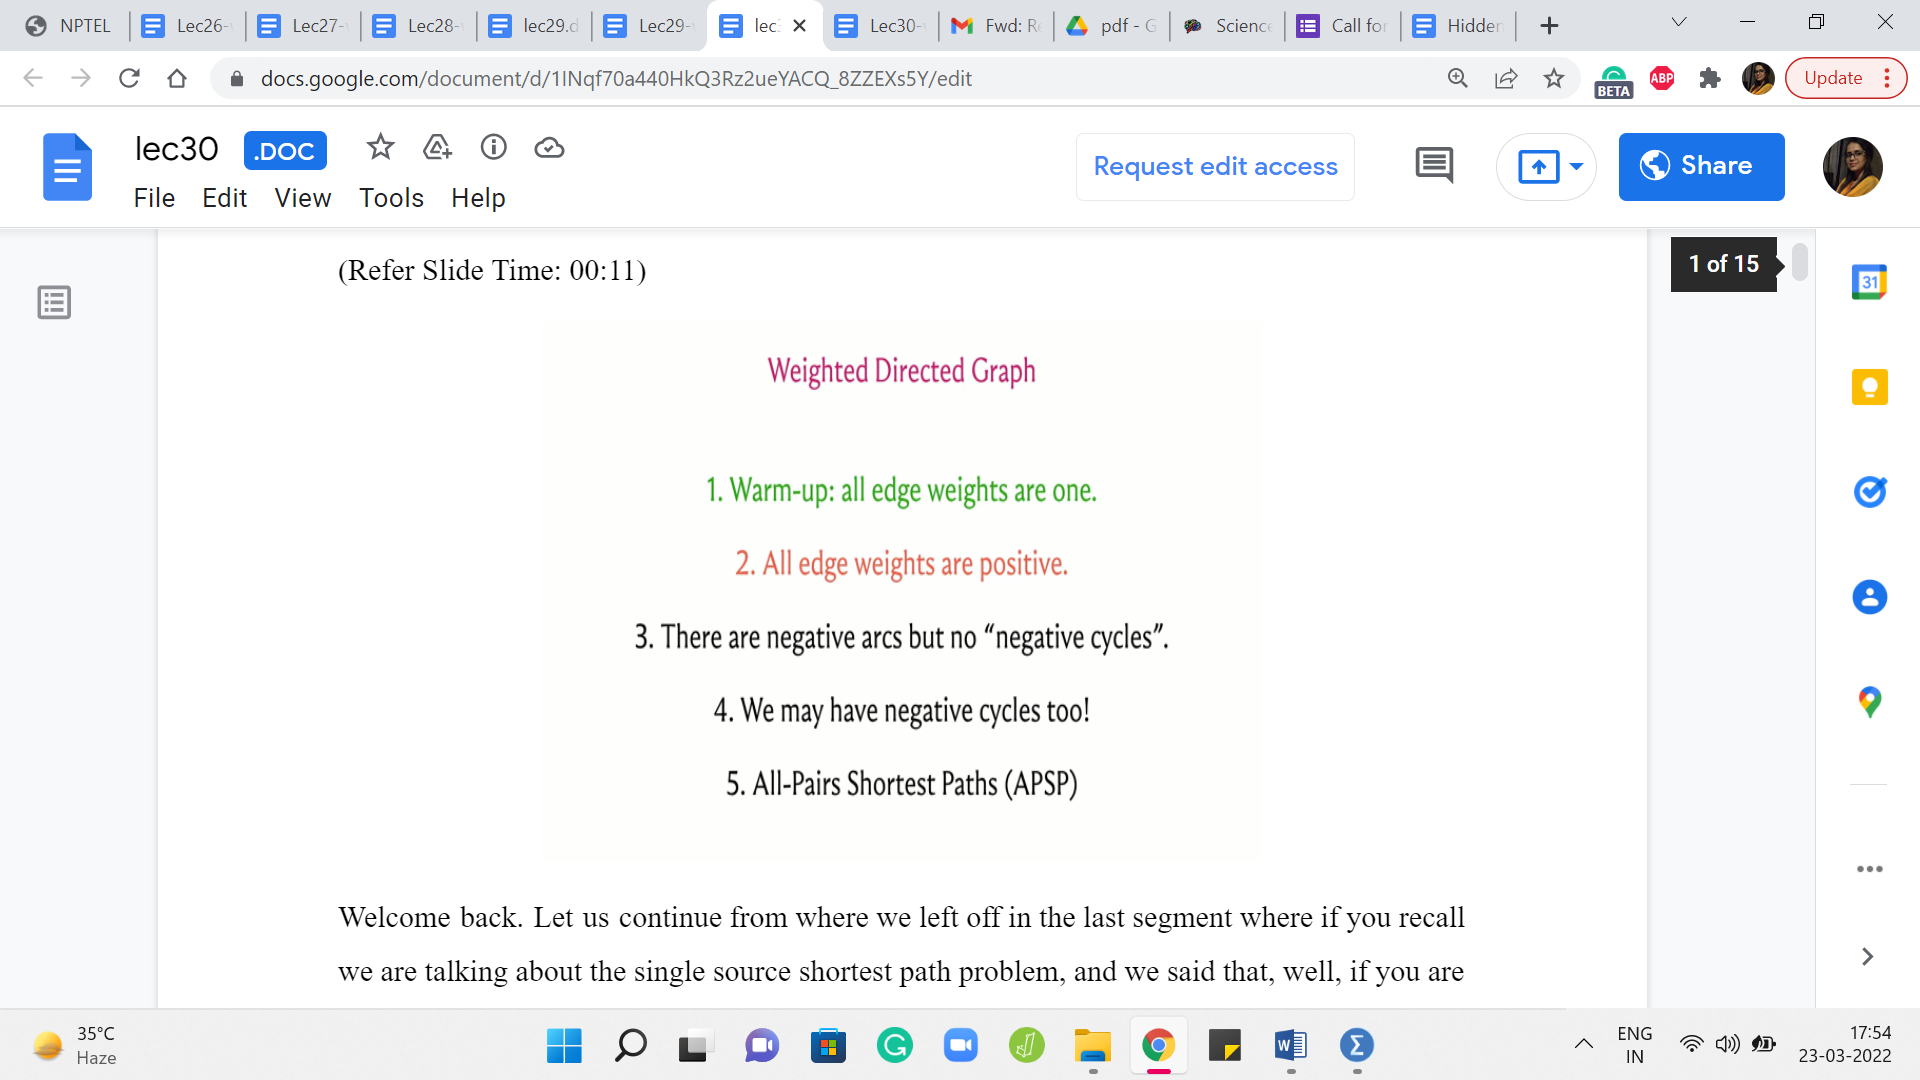 NPTEL
Lec26-
Lec27-
Lec28-
lec29.d
Lec29-
lec
Lec30-
Fwd: R
pdf - G
Science
Call for
Hidden
docs.google.com/document/d/1INqf70a440HkQ3Rz2ueYACQ_8ZZEXs5Y/edit
BETA
ABP
Update
lec30
.DOC
File Edit View Tools Help
Request edit access
Share
1 of 15
31
(Refer Slide Time: 00:11)
Weighted Directed Graph
1. Warm-up: all edge weights are one.
2. All edge weights are positive.
3. There are negative arcs but no “negative cycles”.
4. We may have negative cycles too!
5. All-Pairs Shortest Paths (APSP)
Welcome back. Let us continue from where we left off in the last segment where if you recall
we are talking about the single source shortest path problem, and we said that, well, if you are
35°C
Haze
ENG
IN
17:54
23-03-2022